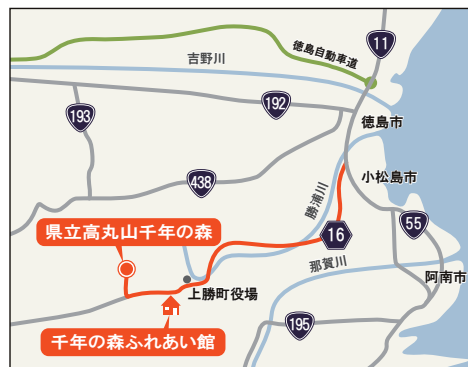 11
徳島自動車道
吉野川
192
193
徳島市
438
勝浦川
小松島市
県立高丸山千年の森
16
55
那賀川
上勝町役場
阿南市
195
千年の森ふれあい館